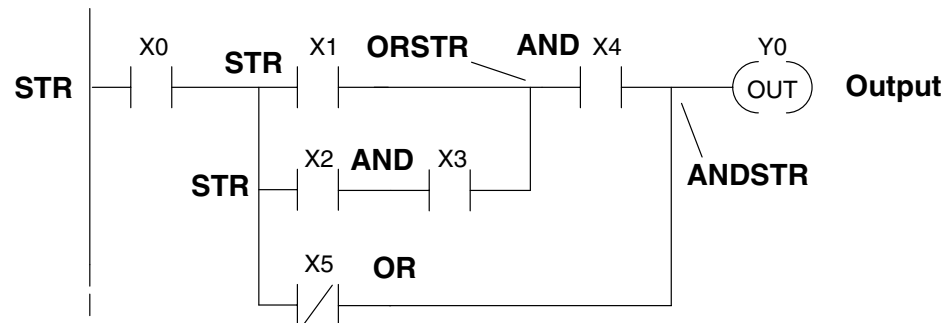 X0 X1 ORSTR AND X4 Y0
STR STR OUT Output
X2 AND X3
STR ANDSTR
X5 OR